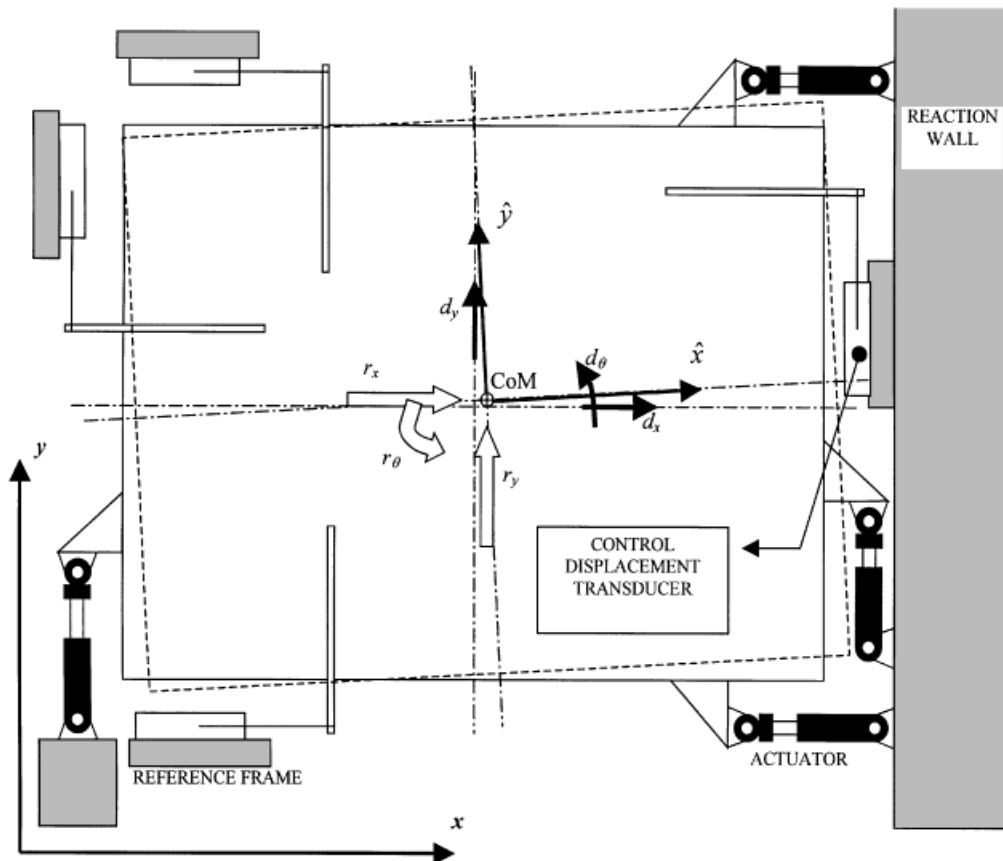 REACTION
WALL
ŷ
d_y
r_x
CoM
d_θ
x̂
d_x
r_θ
r_y
y
CONTROL
DISPLACEMENT
TRANSDUCER
REFERENCE FRAME
ACTUATOR
x